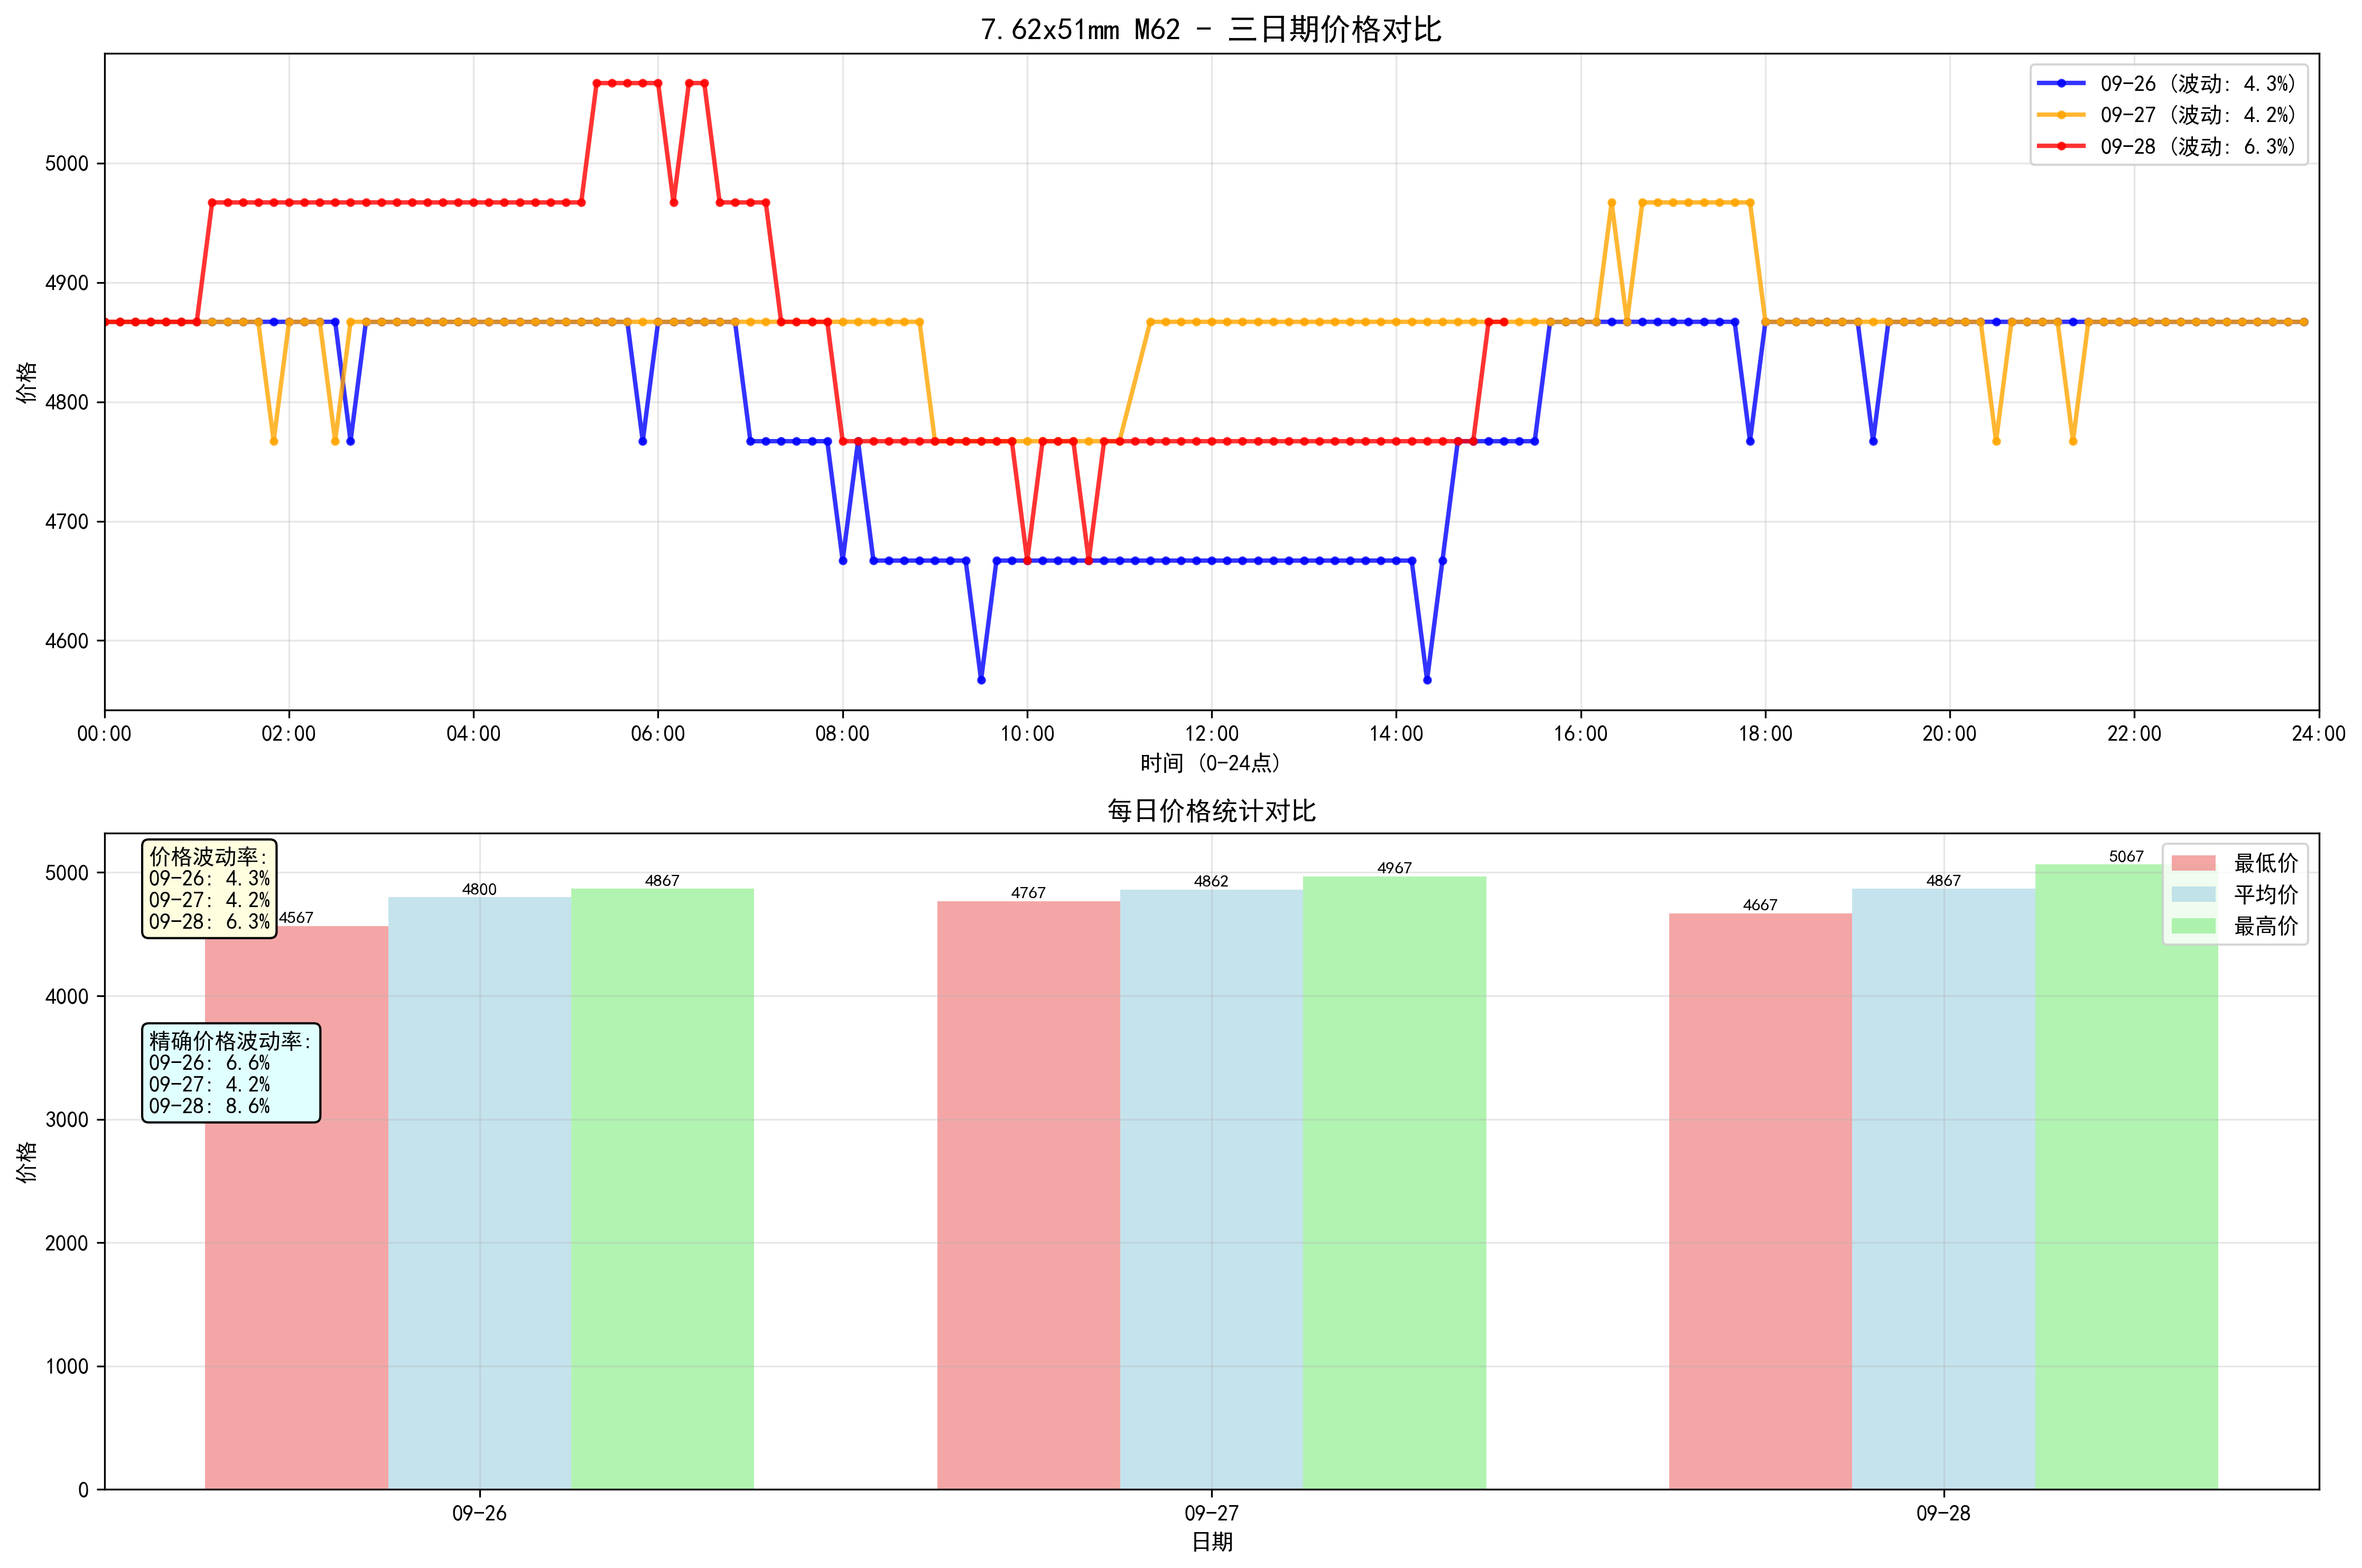 7.62x51mm M62 - 三日期价格对比
09-26 (波动: 4.3%)
09-27 (波动: 4.2%)
09-28 (波动: 6.3%)
5000
4900
4800
4700
4600
价格
00:00 02:00 04:00 06:00 08:00 10:00 12:00 14:00 16:00 18:00 20:00 22:00 24:00
时间 (0-24点)
每日价格统计对比
价格波动率:
09-26: 4.3%
09-27: 4.2%
09-28: 6.3%
精确价格波动率:
09-26: 6.6%
09-27: 4.2%
09-28: 8.6%
4567 4800 4867 4767 4862 4967 4667 4867 5067
最低价
平均价
最高价
5000
4000
3000
2000
1000
0
价格
09-26 09-27 09-28
日期